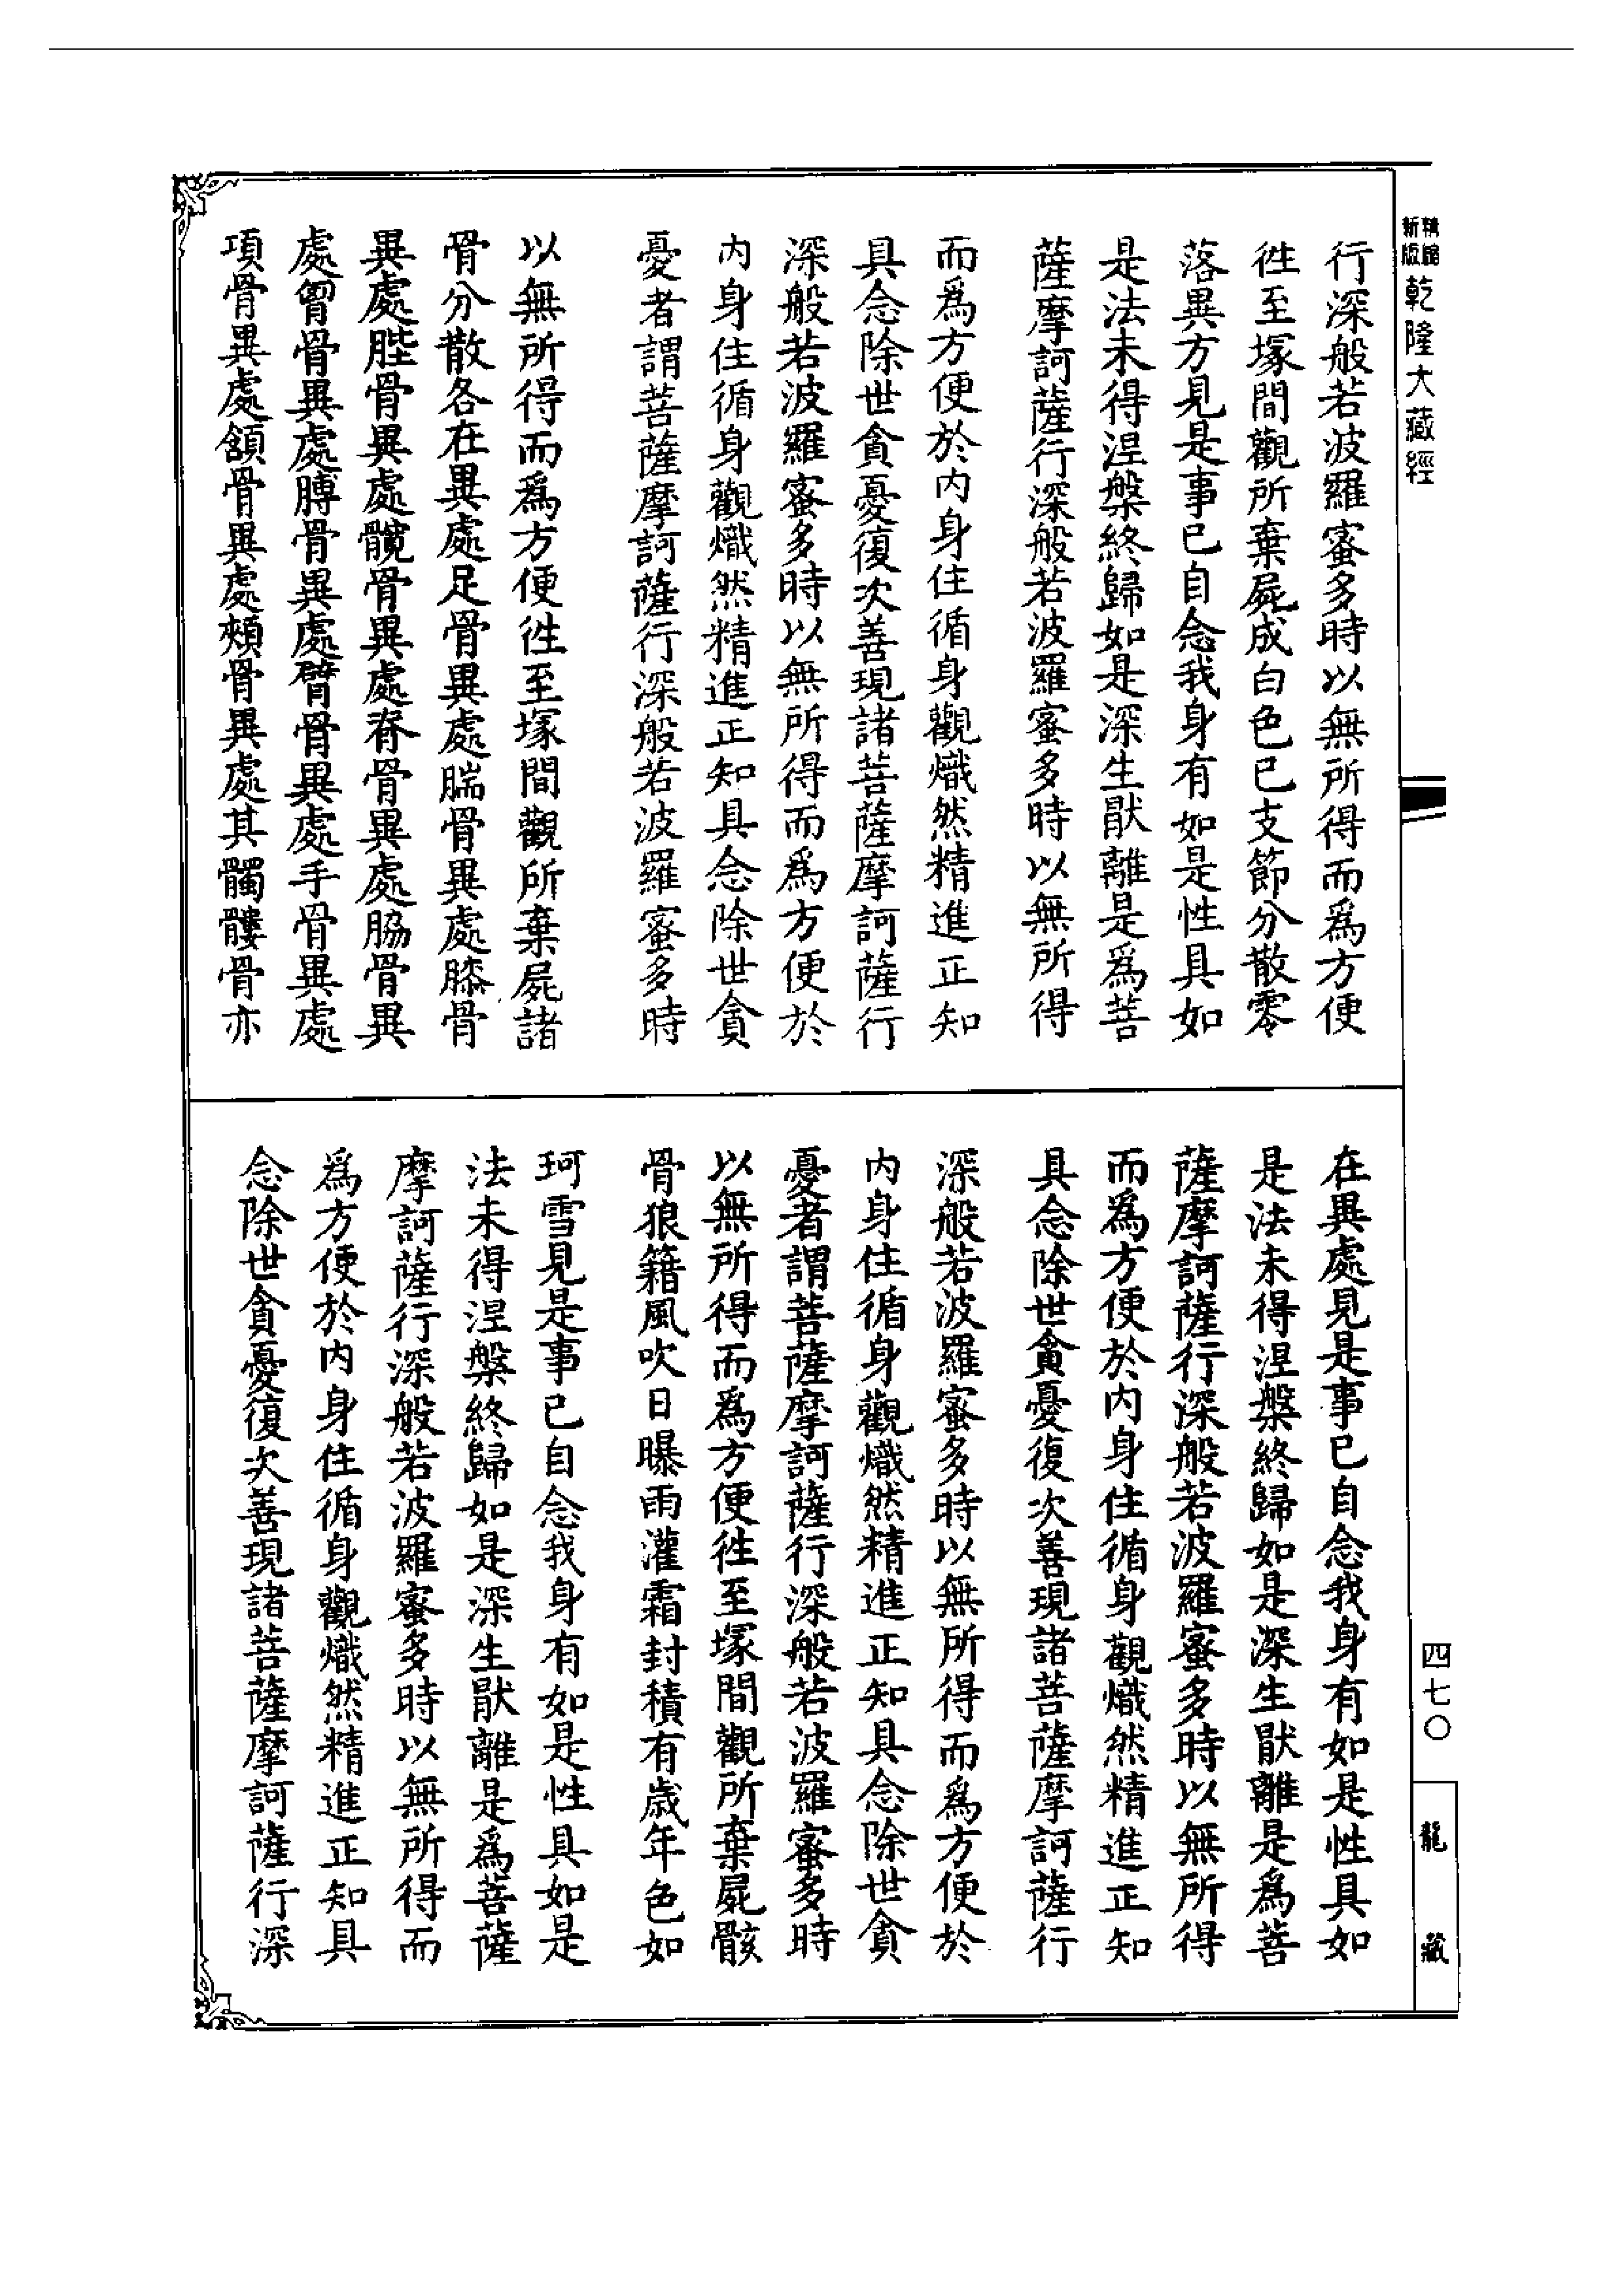 精編
新版
乾隆大藏經
行深般若波羅蜜多時以無所得而為方便
徃至塚間觀所棄屍成白色已支節分散零
落異方見是事已自念我身有如是性具如
是法未得涅槃終歸如是深生猒離是為菩
薩摩訶薩行深般若波羅蜜多時以無所得
而為方便於內身住循身觀熾然精進正知
具念除世貪憂復次善現諸菩薩摩訶薩行
深般若波羅蜜多時以無所得而為方便於
內身住循身觀熾然精進正知具念除世貪
憂者謂菩薩摩訶薩行深般若波羅蜜多時
以無所得而為方便徃至塚間觀所棄屍諸
骨分散各在異處足骨異處腨骨異處膝骨
異處䏶骨異處髖骨異處脊骨異處脇骨異
處胷骨異處膊骨異處臂骨異處手骨異處
項骨異處頷骨異處頰骨異處其髑髏骨亦
在異處見是事已自念我身有如是性具如
是法未得涅槃終歸如是深生猒離是為菩
薩摩訶薩行深般若波羅蜜多時以無所得
而為方便於內身住循身觀熾然精進正知
具念除世貪憂復次善現諸菩薩摩訶薩行
深般若波羅蜜多時以無所得而為方便於
內身住循身觀熾然精進正知具念除世貪
憂者謂菩薩摩訶薩行深般若波羅蜜多時
以無所得而為方便徃至塚間觀所棄屍骸
骨狼籍風吹日曝雨灌霜封積有歲年色如
珂雪見是事已自念我身有如是性具如是
法未得涅槃終歸如是深生猒離是為菩薩
摩訶薩行深般若波羅蜜多時以無所得而
為方便於內身住循身觀熾然精進正知具
念除世貪憂復次善現諸菩薩摩訶薩行深
四七〇
龍藏